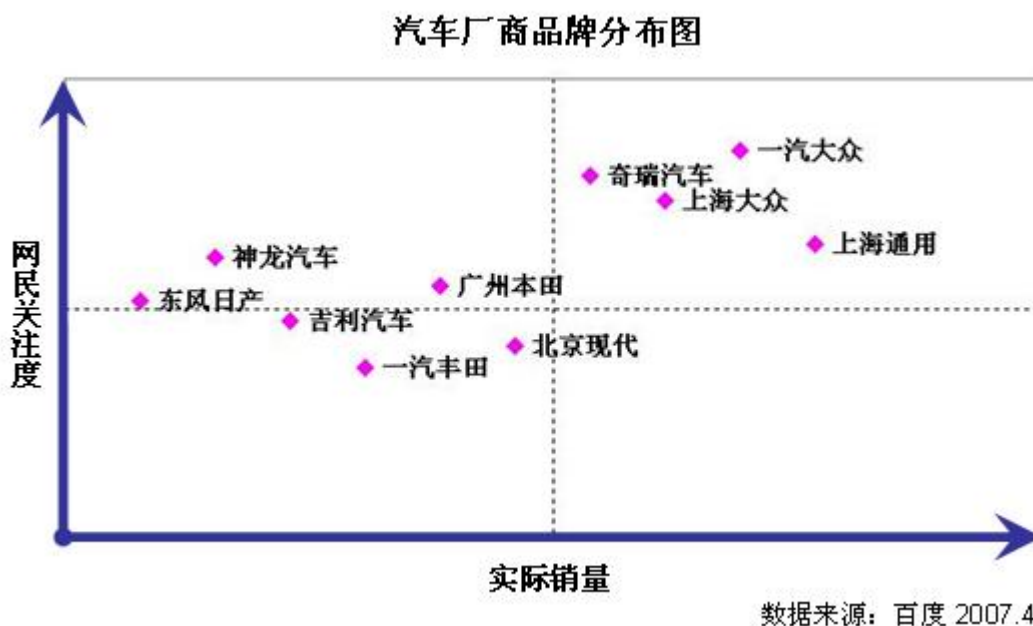 汽车厂商品牌分布图
一汽大众
奇瑞汽车
上海大众
上海通用
神龙汽车
广州本田
东风日产
吉利汽车
北京现代
一汽丰田
网民关注度
实际销量
数据来源：百度 2007.4